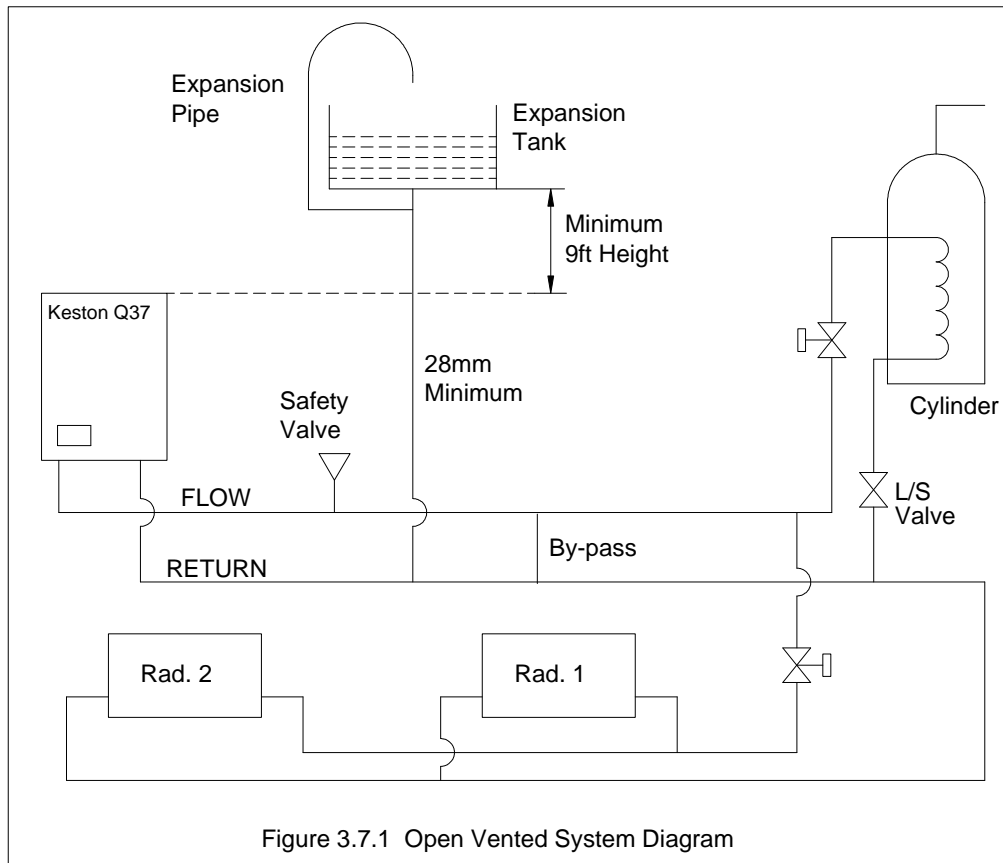 Expansion
Pipe
Expansion
Tank
Minimum
9ft Height
Keston Q37
28mm
Minimum
Safety
Valve
Cylinder
FLOW
L/S
Valve
By-pass
RETURN
Rad. 2
Rad. 1
Figure 3.7.1 Open Vented System Diagram